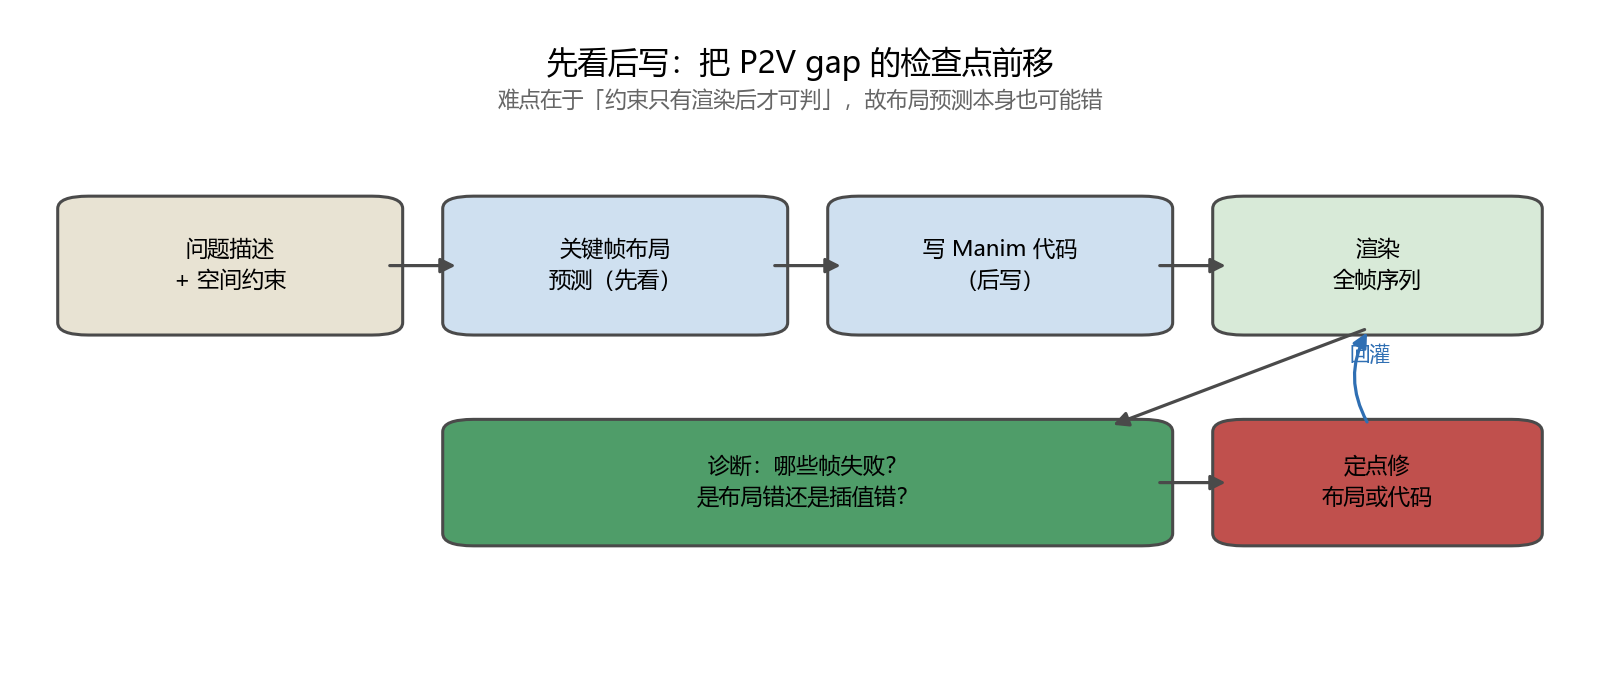 先看后写：把 P2V gap 的检查点前移
难点在于「约束只有渲染后才可判」，故布局预测本身也可能错
问题描述
+ 空间约束
关键帧布局
预测（先看）
写 Manim 代码
（后写）
渲染
全帧序列
回灌
诊断：哪些帧失败？
是布局错还是插值错？
定点修
布局或代码